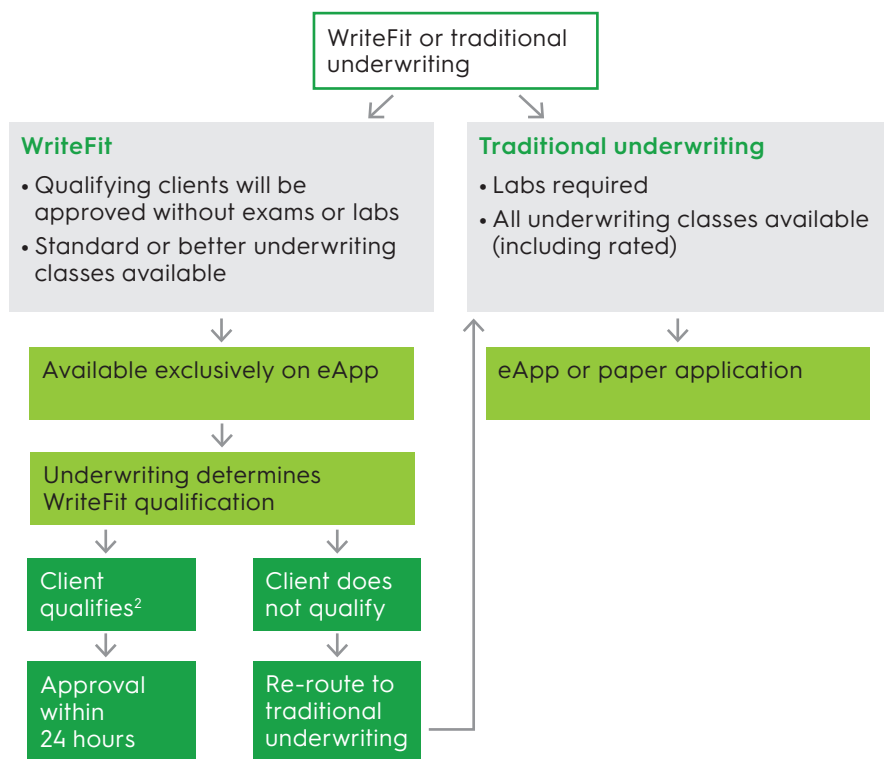 WriteFit or traditional
underwriting
WriteFit
• Qualifying clients will be
approved without exams or labs
• Standard or better underwriting
classes available
Traditional underwriting
• Labs required
• All underwriting classes available
(including rated)
Available exclusively on eApp
eApp or paper application
Underwriting determines
WriteFit qualification
Client
qualifies²
Client does
not qualify
Approval
within
24 hours
Re-route to
traditional
underwriting